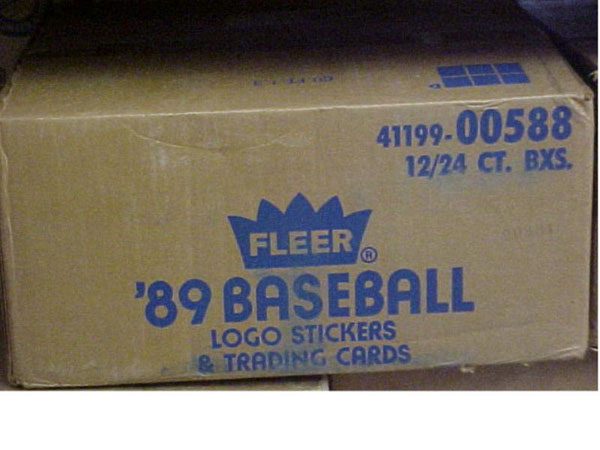 41199-00588
12/24 CT. BXS.
FLEER®
'89 BASEBALL
LOGO STICKERS
& TRADING CARDS